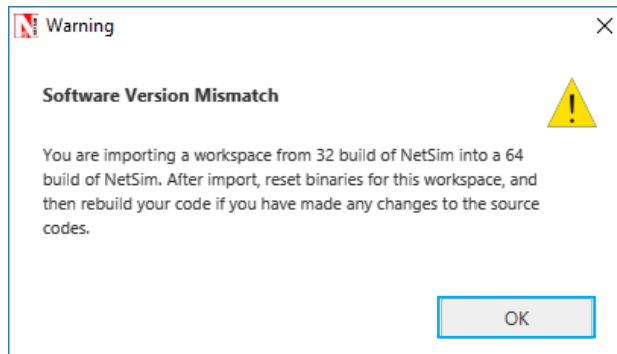 Warning
Software Version Mismatch
You are importing a workspace from 32 build of NetSim into a 64
build of NetSim. After import, reset binaries for this workspace, and
then rebuild your code if you have made any changes to the source
codes.
OK